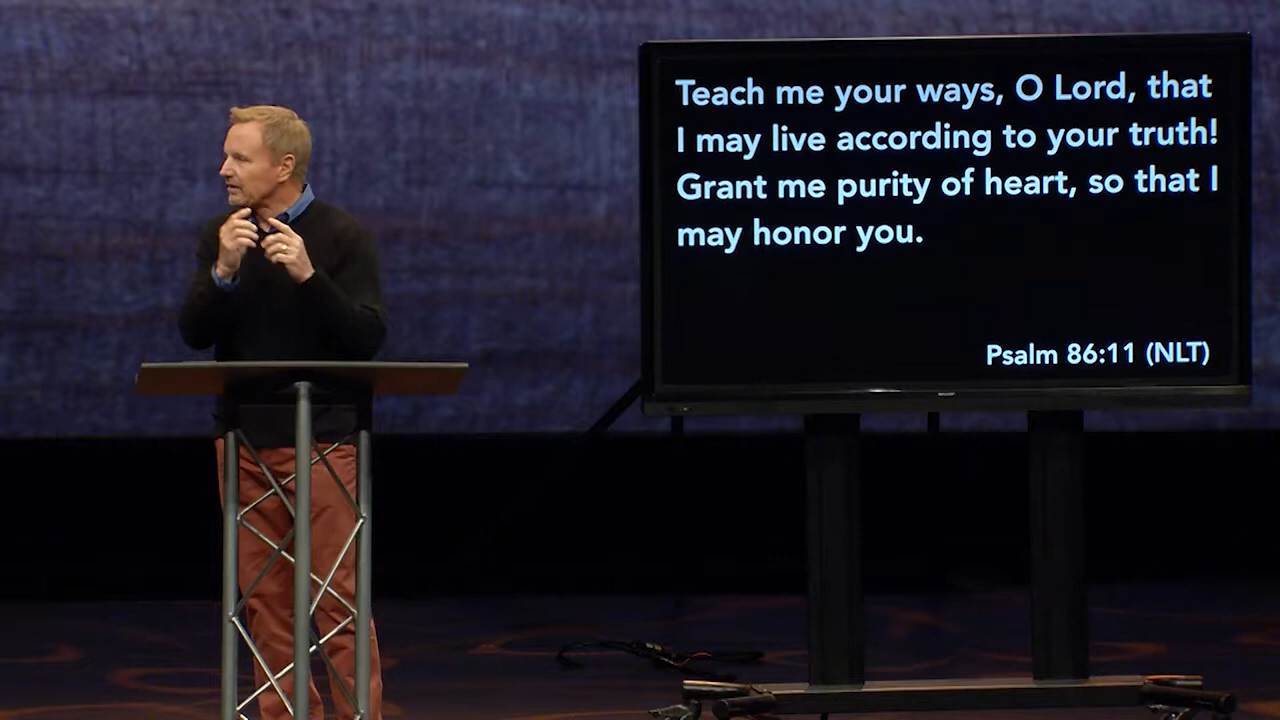 Teach me your ways, O Lord, that
I may live according to your truth!
Grant me purity of heart, so that I
may honor you.
Psalm 86:11 (NLT)